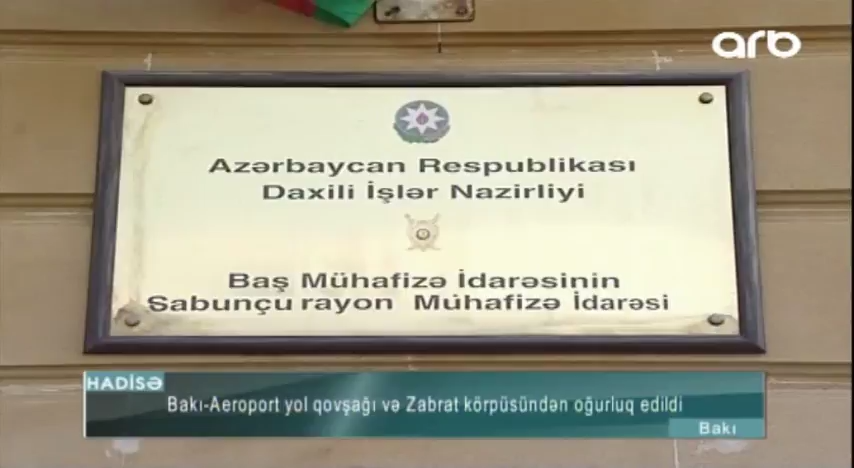 arb
Azərbaycan Respublikası
Daxili İşlər Nazirliyi
Baş Mühafizə İdarəsinin
Sabunçu rayon Mühafizə İdarəsi
HADİSƏ
Bakı-Aeroport yol qovşağı və Zabrat körpüsündən oğurluq edildi
Bakı